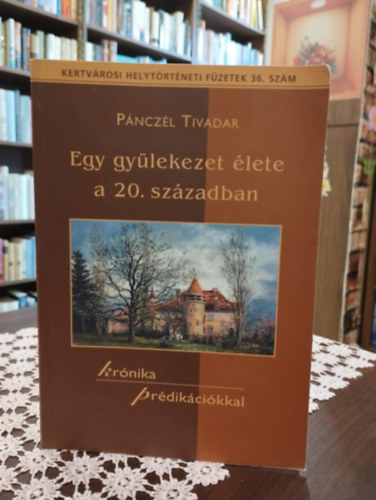 KERTVÁROSI HELYTÖRTÉNETI FÜZETEK 36. SZÁM
PÁNCZÉL TIVADAR
Egy gyülekezet élete
a 20. században
krónika
prédikációkkal